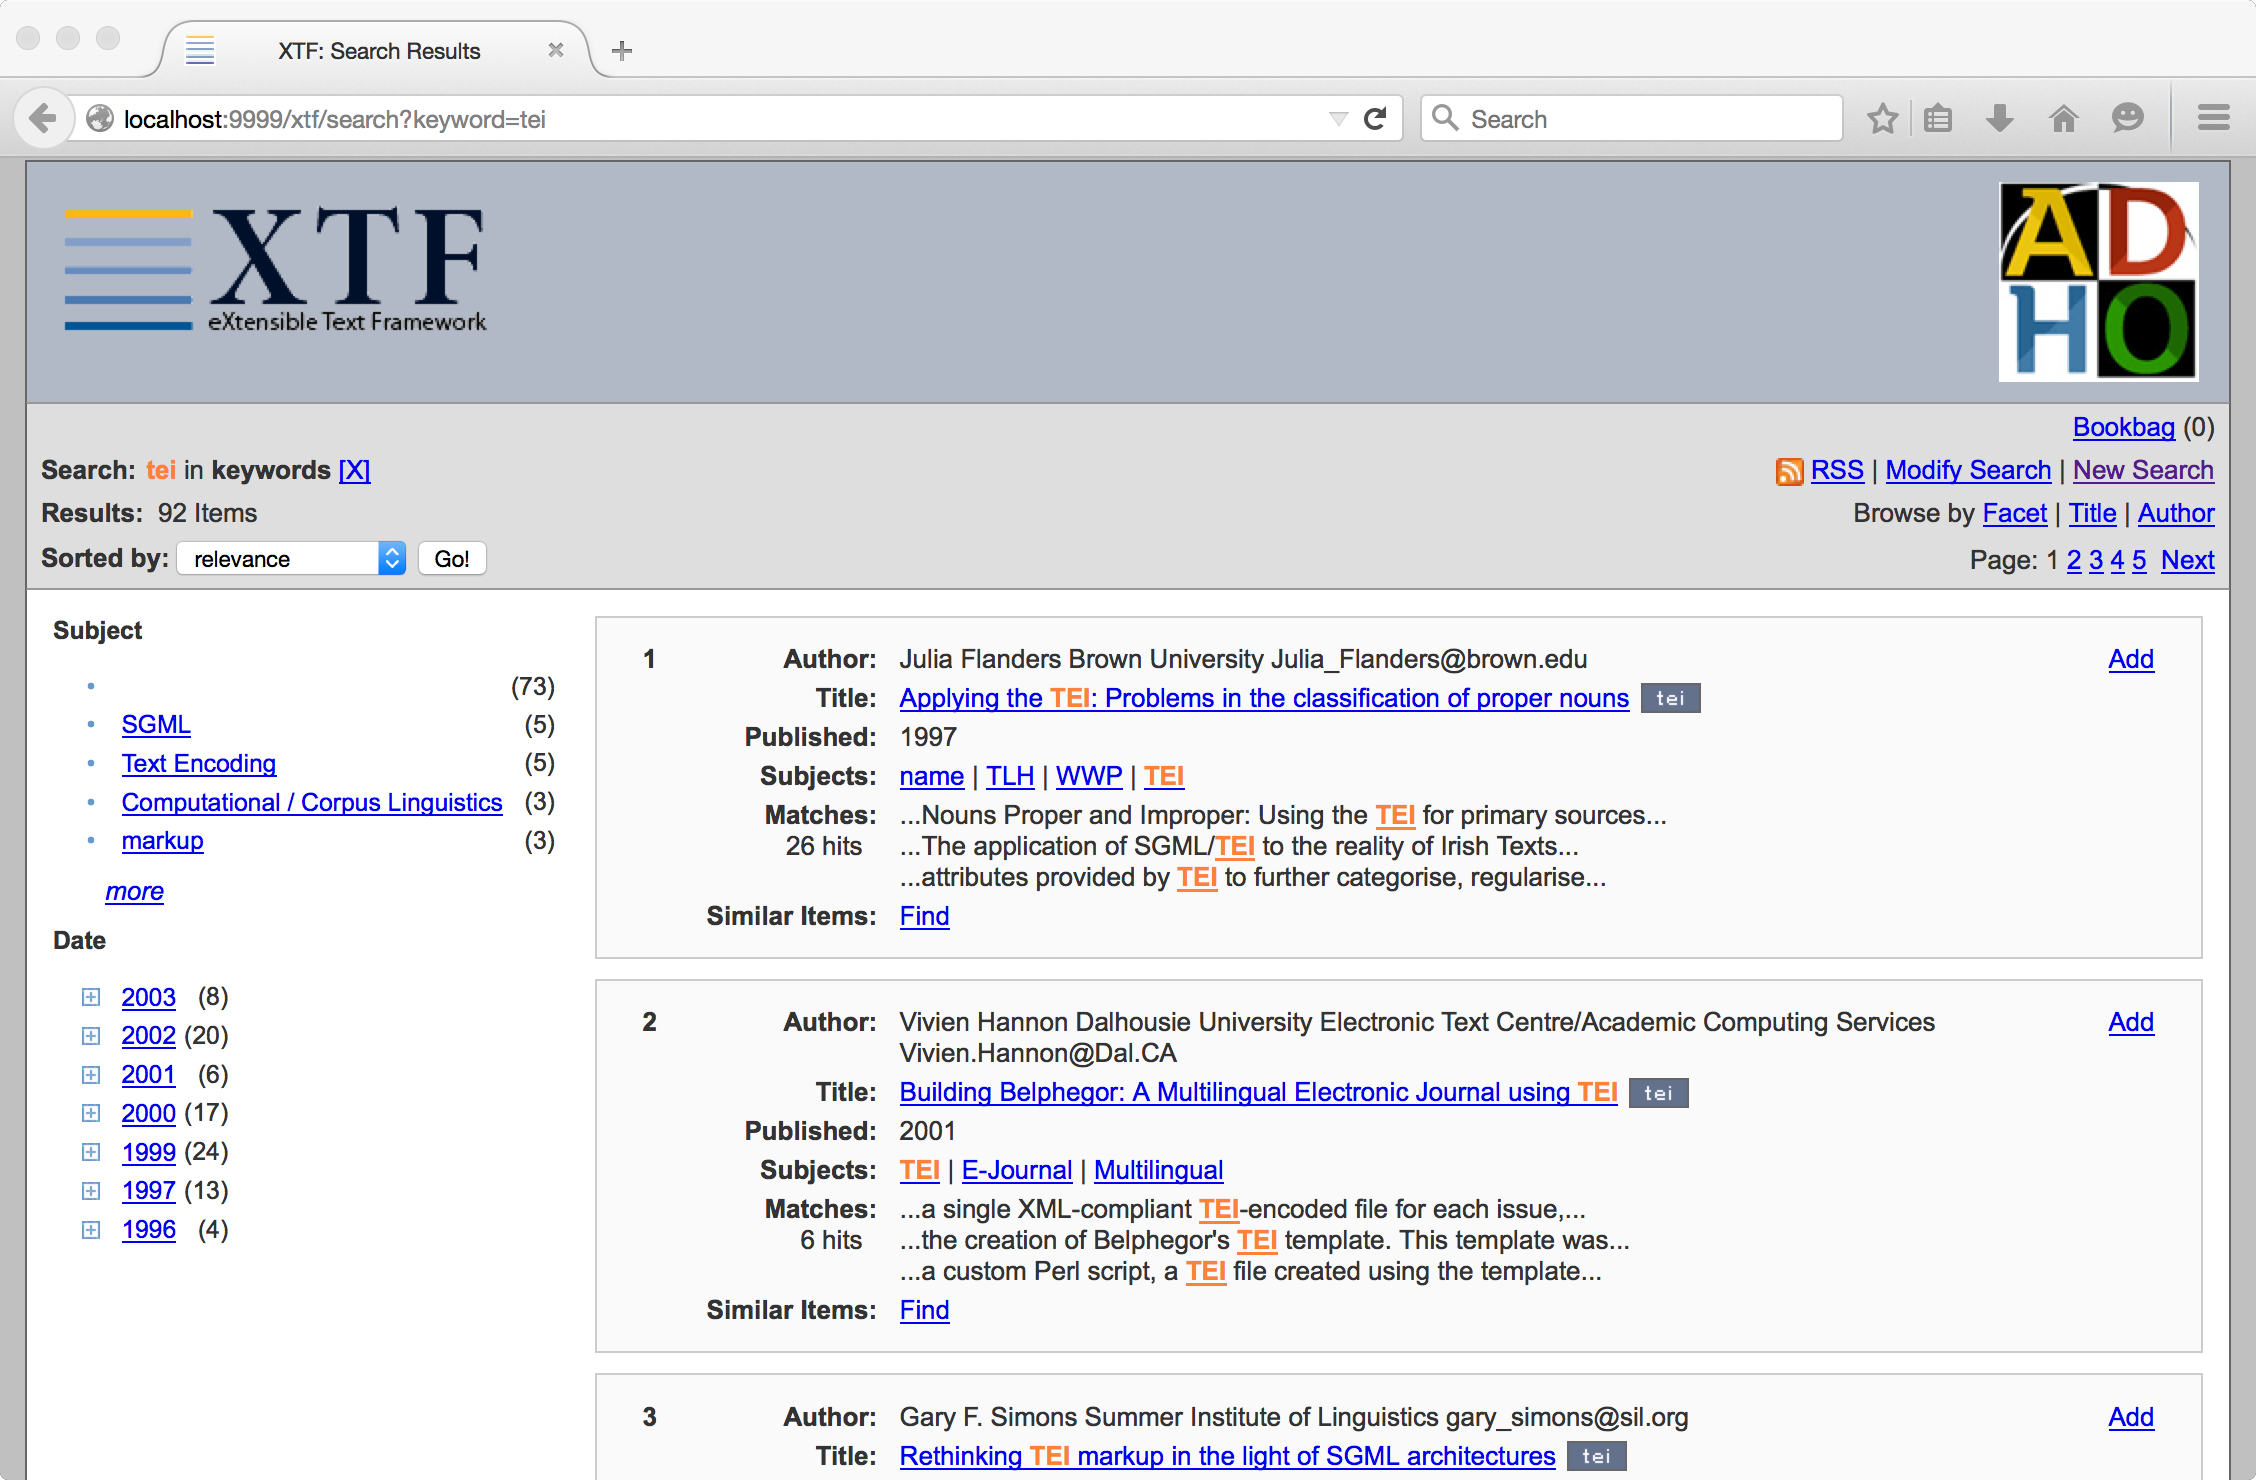 XTF: Search Results
localhost:9999/xtf/search?keyword=tei
Search
XTF
eXtensible Text Framework
AD
HO
Bookbag (0)
Search: tei in keywords [X]
RSS | Modify Search | New Search
Results: 92 Items
Browse by Facet | Title | Author
Sorted by: relevance Go!
Page: 1 2 3 4 5 Next
Subject
(73)
SGML (5)
Text Encoding (5)
Computational / Corpus Linguistics (3)
markup (3)
more
Date
2003 (8)
2002 (20)
2001 (6)
2000 (17)
1999 (24)
1997 (13)
1996 (4)
1 Author: Julia Flanders Brown University Julia_Flanders@brown.edu Add
Title: Applying the TEI: Problems in the classification of proper nouns tei
Published: 1997
Subjects: name | TLH | WWP | TEI
Matches: ...Nouns Proper and Improper: Using the TEI for primary sources...
26 hits ...The application of SGML/TEI to the reality of Irish Texts...
...attributes provided by TEI to further categorise, regularise...
Similar Items: Find
2 Author: Vivien Hannon Dalhousie University Electronic Text Centre/Academic Computing Services Add
Vivien.Hannon@Dal.CA
Title: Building Belphegor: A Multilingual Electronic Journal using TEI tei
Published: 2001
Subjects: TEI | E-Journal | Multilingual
Matches: ...a single XML-compliant TEI-encoded file for each issue,...
6 hits ...the creation of Belphegor's TEI template. This template was...
...a custom Perl script, a TEI file created using the template...
Similar Items: Find
3 Author: Gary F. Simons Summer Institute of Linguistics gary_simons@sil.org Add
Title: Rethinking TEI markup in the light of SGML architectures tei